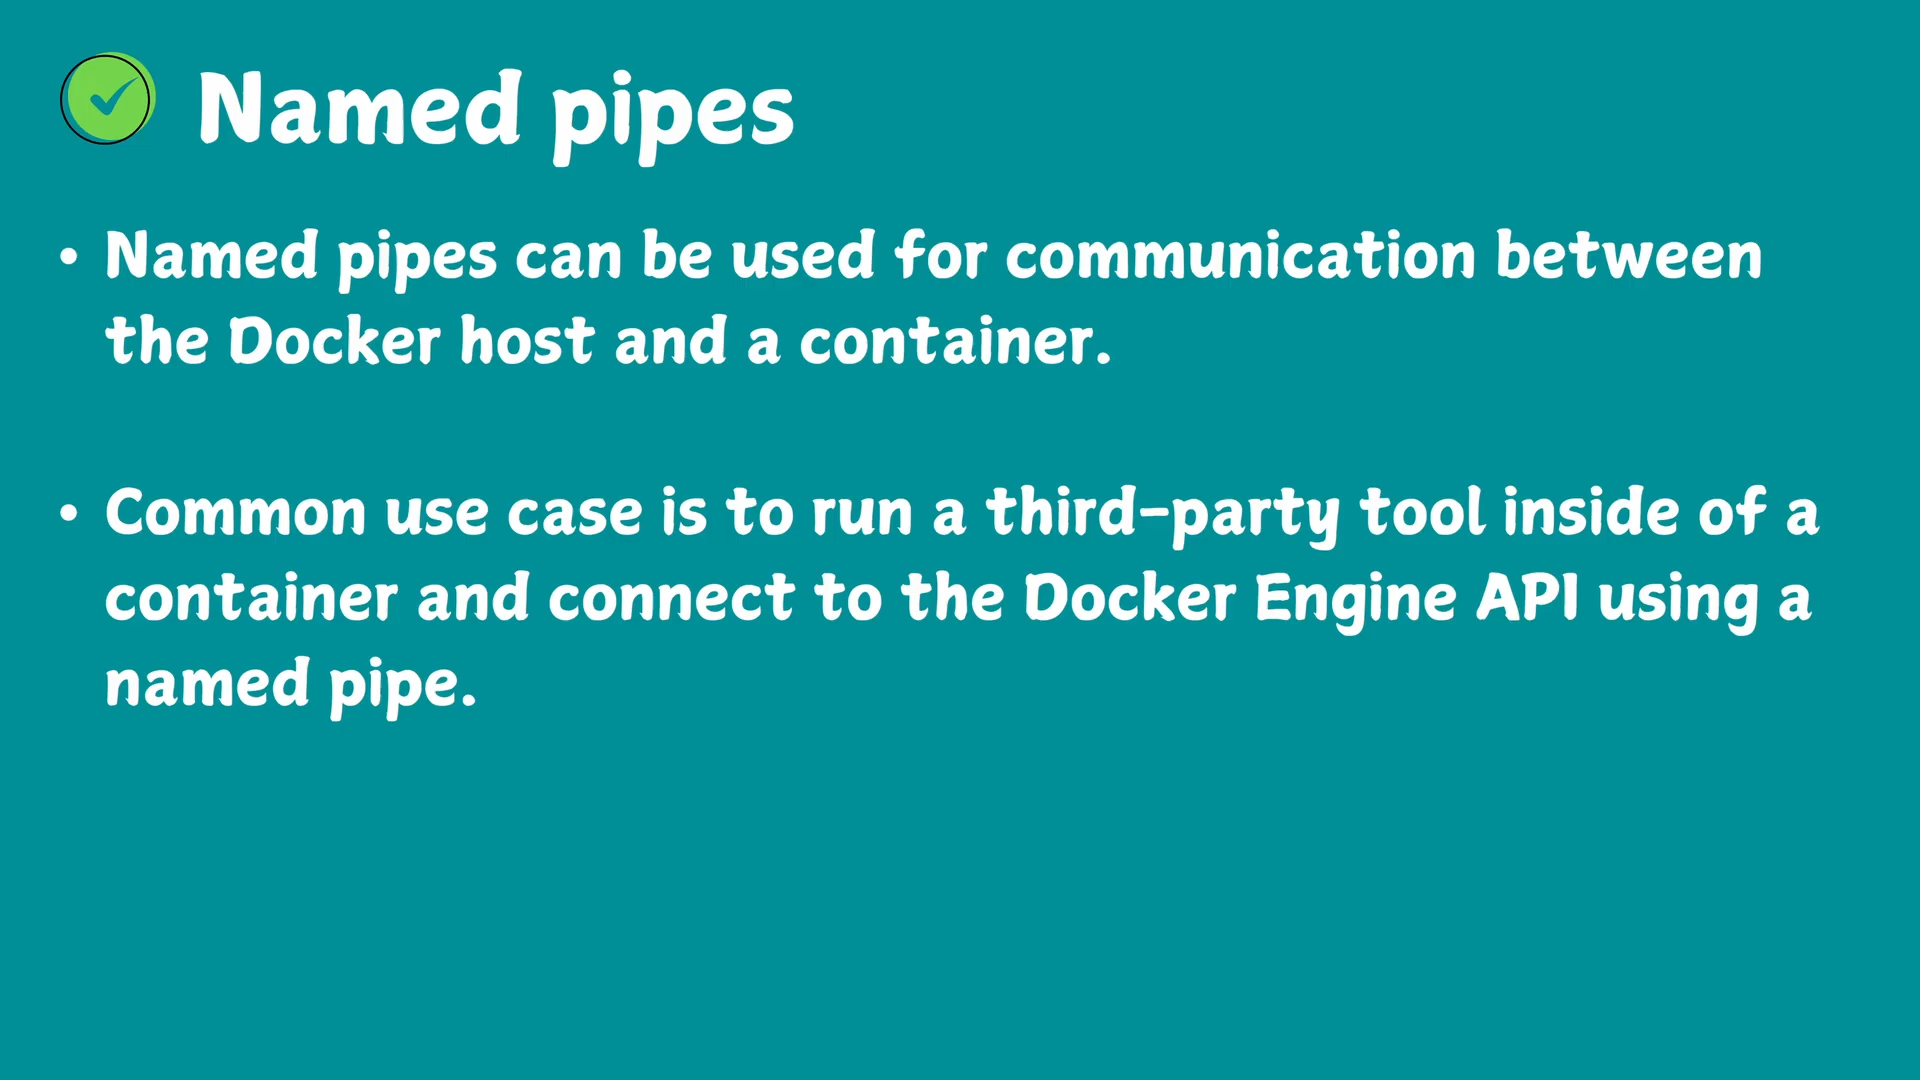 Named pipes
• Named pipes can be used for communication between
the Docker host and a container.
• Common use case is to run a third-party tool inside of a
container and connect to the Docker Engine API using a
named pipe.